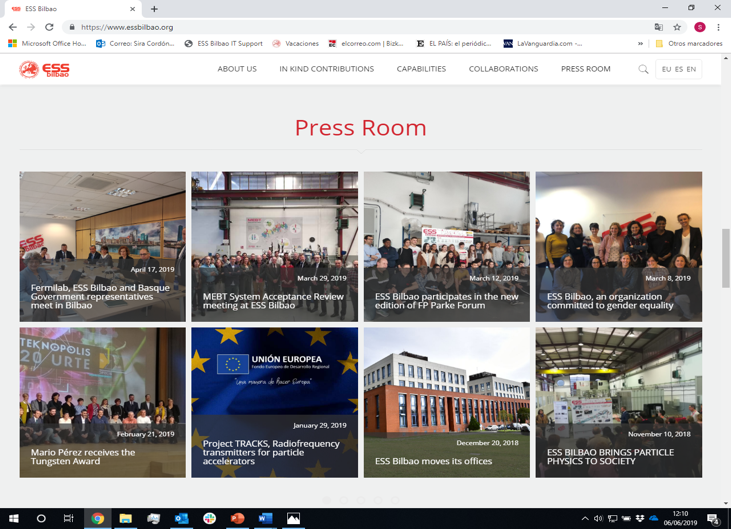 ESS Bilbao
https://www.essbilbao.org
Microsoft Office Ho...
Correo: Sira Cordón...
ESS Bilbao IT Support
Vacaciones
elcorreo.com | Bizk...
EL PAÍS: el periódic...
LaVanguardia.com -...
»
Otros marcadores
ESS
bilbao
ABOUT US
IN KIND CONTRIBUTIONS
CAPABILITIES
COLLABORATIONS
PRESS ROOM
EU ES EN
Press Room
April 17, 2019
Fermilab, ESS Bilbao and Basque
Government representatives
meet in Bilbao
March 29, 2019
MEBT System Acceptance Review
meeting at ESS Bilbao
March 12, 2019
ESS Bilbao participates in the new
edition of FP Parke Forum
March 8, 2019
ESS Bilbao, an organization
committed to gender equality
TEKNOPOLIS
20 URTE
February 21, 2019
Mario Pérez receives the
Tungsten Award
UNIÓN EUROPEA
Fondo Europeo de Desarrollo Regional
"Una manera de hacer Europa"
January 29, 2019
Project TRACKS, Radiofrequency
transmitters for particle
accelerators
December 20, 2018
ESS Bilbao moves its offices
November 10, 2018
ESS BILBAO BRINGS PARTICLE
PHYSICS TO SOCIETY
12:10
06/06/2019